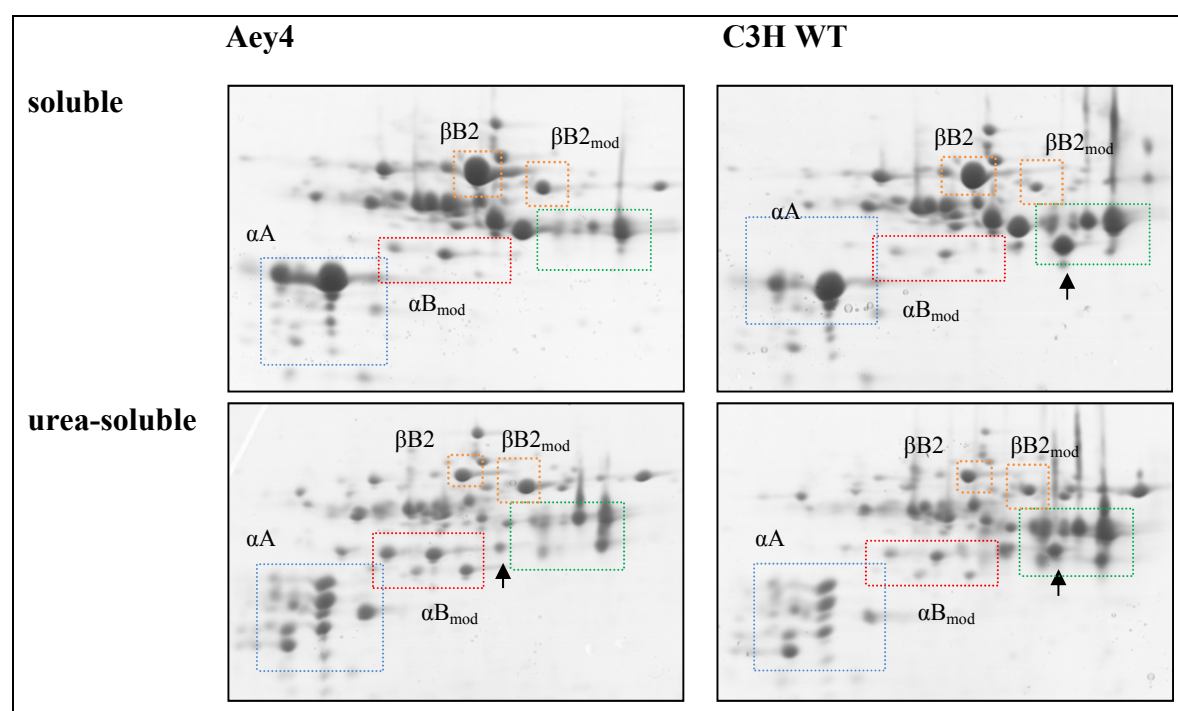 Aey4
C3H WT
soluble
βB2
βB2mod
αA
αBmod
βB2
βB2mod
αA
αBmod
urea-soluble
βB2
βB2mod
αA
αBmod
βB2
βB2mod
αA
αBmod